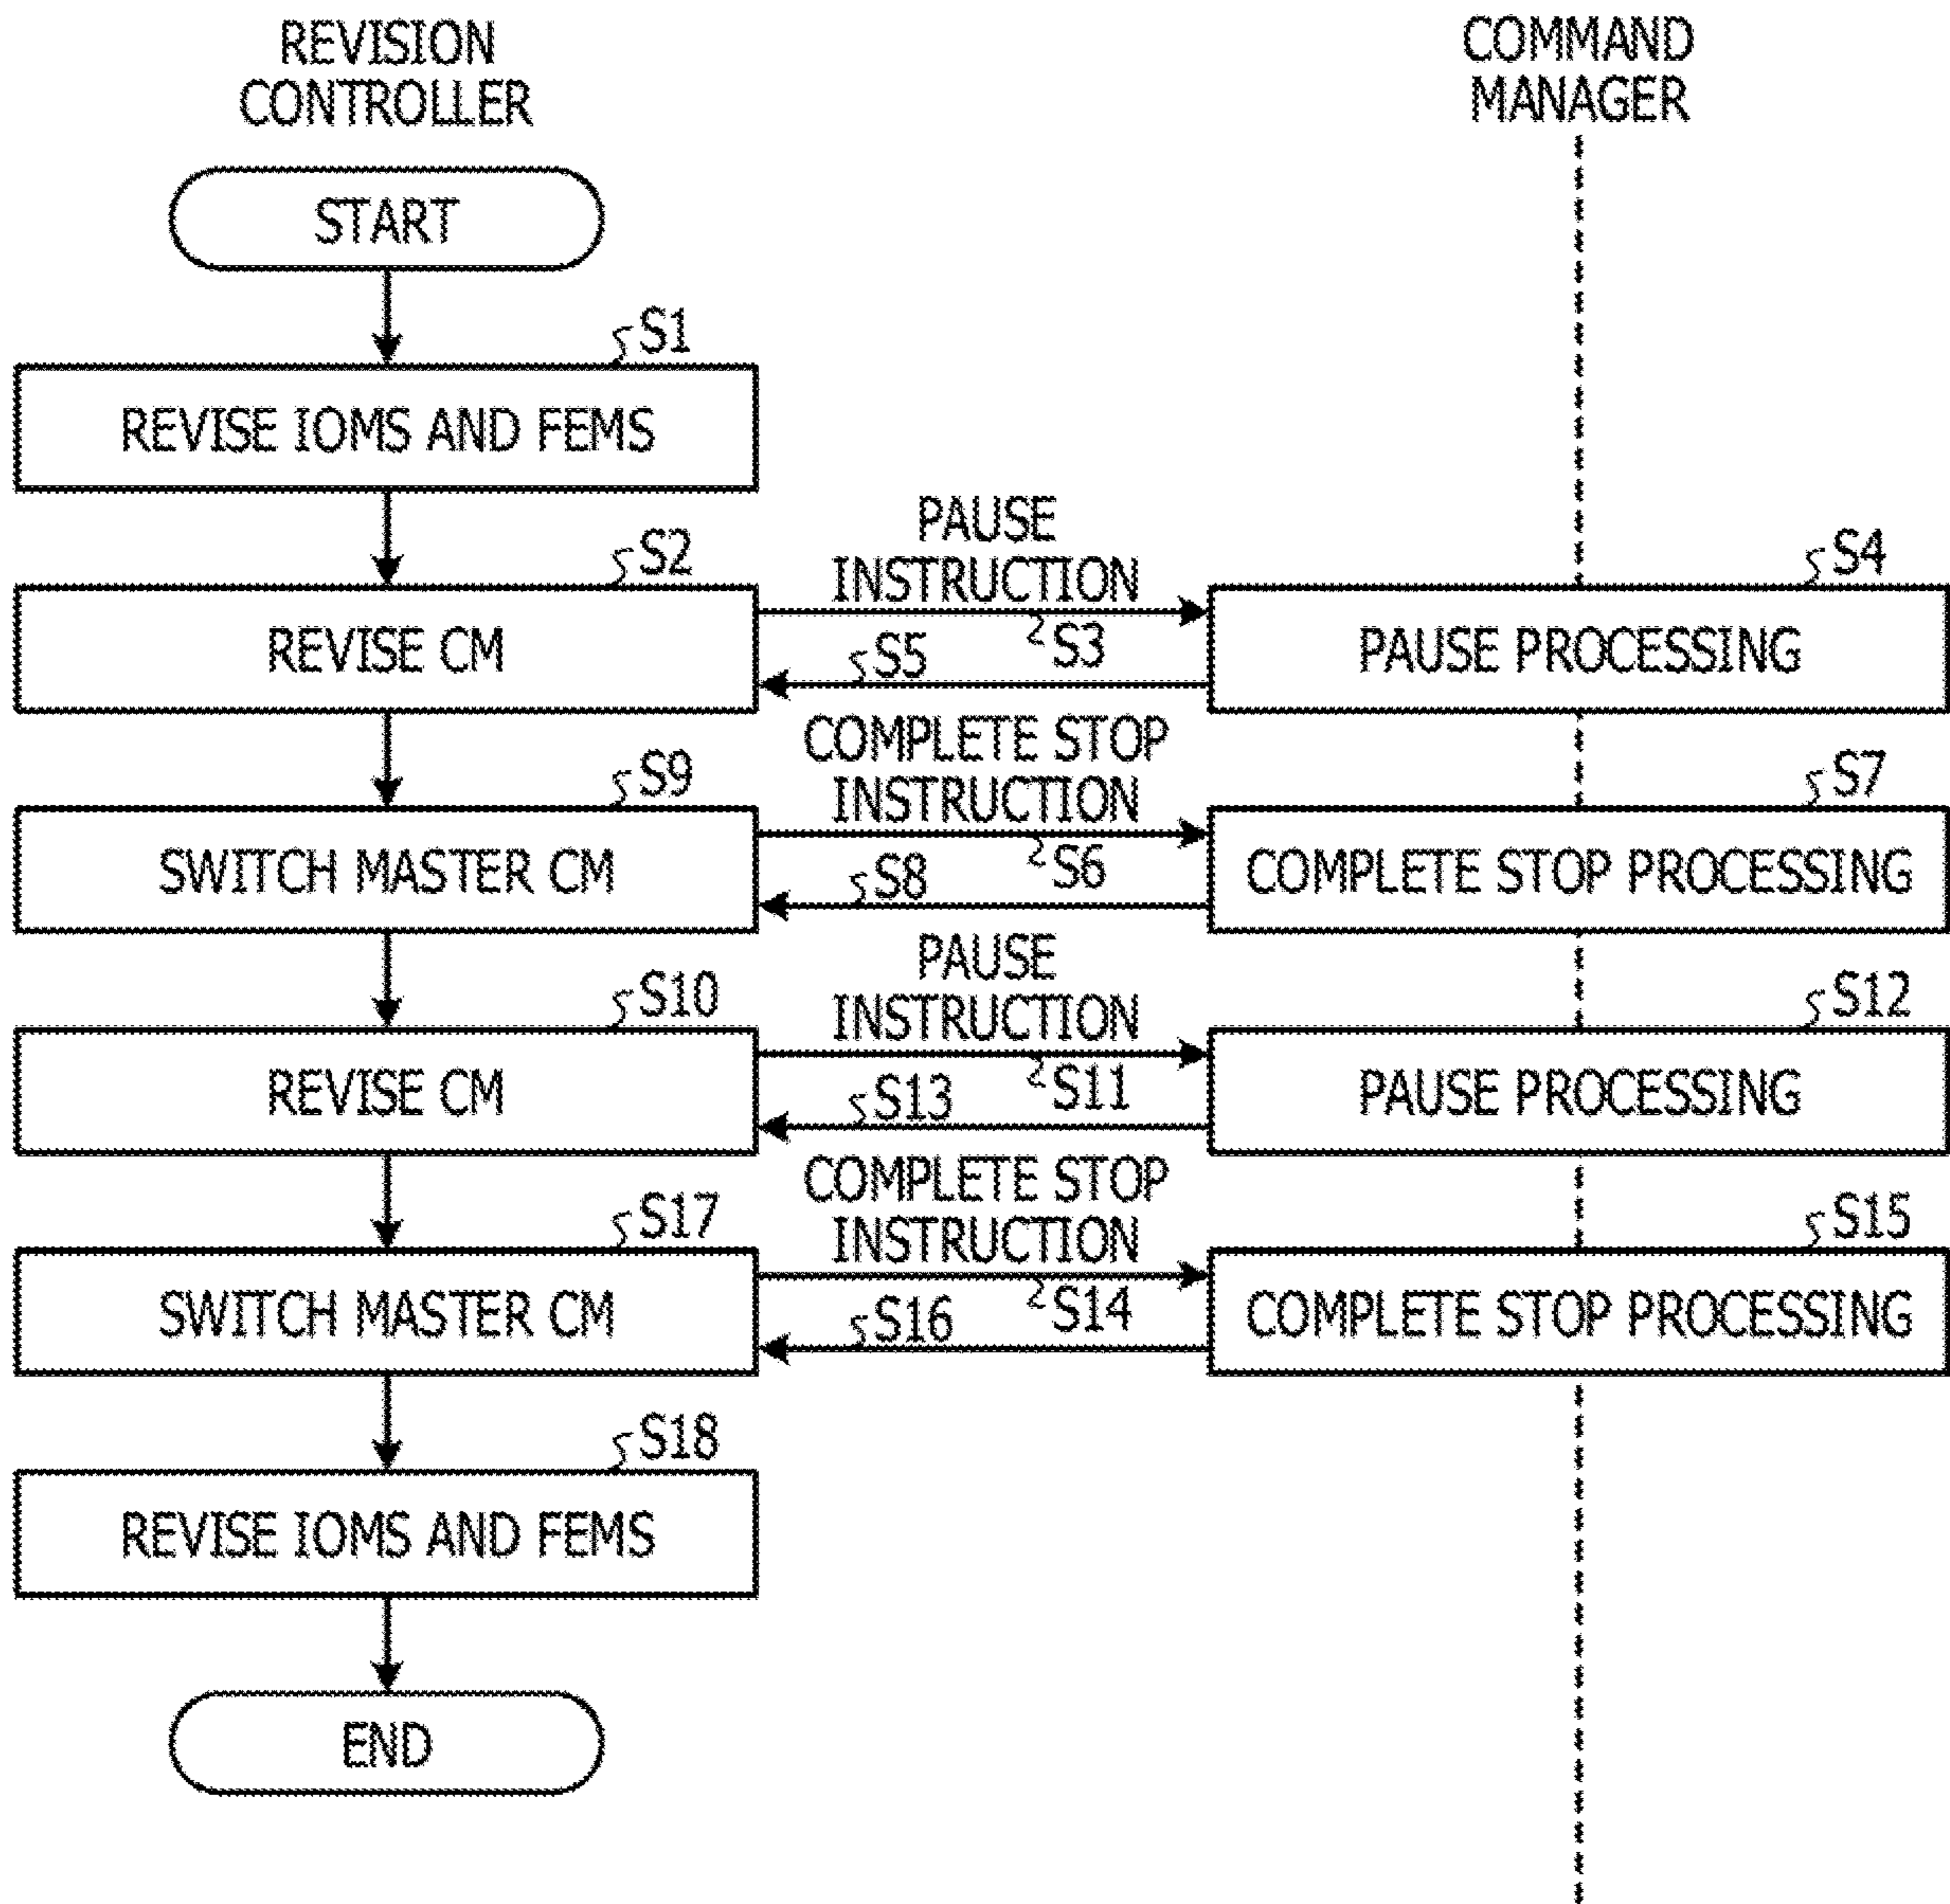 REVISION
CONTROLLER
COMMAND
MANAGER
START
S1
REVISE IOMS AND FEMS
S2
REVISE CM
PAUSE
INSTRUCTION
S3
S5
S4
PAUSE PROCESSING
S9
SWITCH MASTER CM
COMPLETE STOP
INSTRUCTION
S6
S8
S7
COMPLETE STOP PROCESSING
S10
REVISE CM
PAUSE
INSTRUCTION
S11
S13
S12
PAUSE PROCESSING
S17
SWITCH MASTER CM
COMPLETE STOP
INSTRUCTION
S14
S16
S15
COMPLETE STOP PROCESSING
S18
REVISE IOMS AND FEMS
END